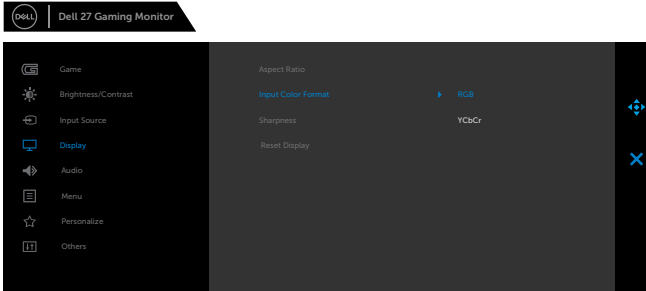 DELL
Dell 27 Gaming Monitor
Game
Aspect Ratio
Brightness/Contrast
Input Color Format
RGB
Input Source
Sharpness
YCbCr
Display
Reset Display
Audio
Menu
Personalize
Others